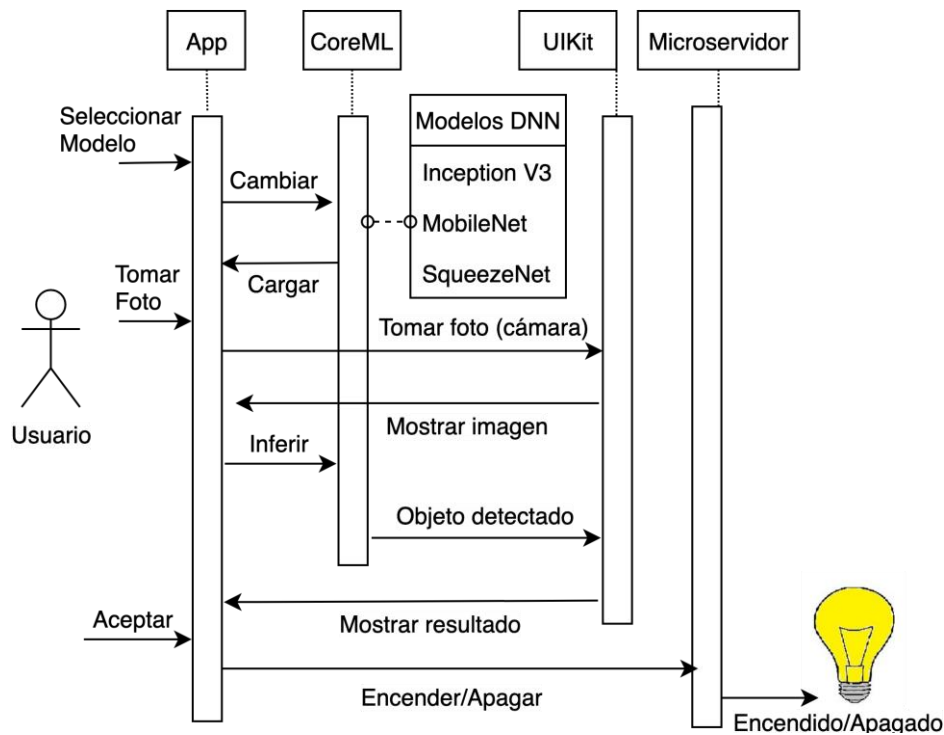 App
CoreML
UIKit
Microservidor
Seleccionar
Modelo
Modelos DNN
Cambiar
Inception V3
MobileNet
Cargar
SqueezeNet
Tomar
Foto
Tomar foto (cámara)
Usuario
Mostrar imagen
Inferir
Objeto detectado
Aceptar
Mostrar resultado
Encender/Apagar
Encendido/Apagado